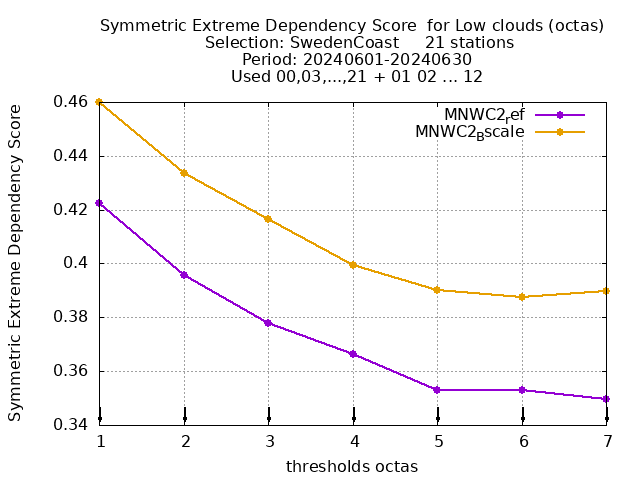 Symmetric Extreme Dependency Score  for Low clouds (octas)
Selection: SwedenCoast     21 stations
Period: 20240601-20240630
Used 00,03,...,21 + 01 02 ... 12
Symmetric Extreme Dependency Score
0.46
0.44
0.42
0.4
0.38
0.36
0.34
MNWC2ref
MNWC2Bscale
1 2 3 4 5 6 7
thresholds octas